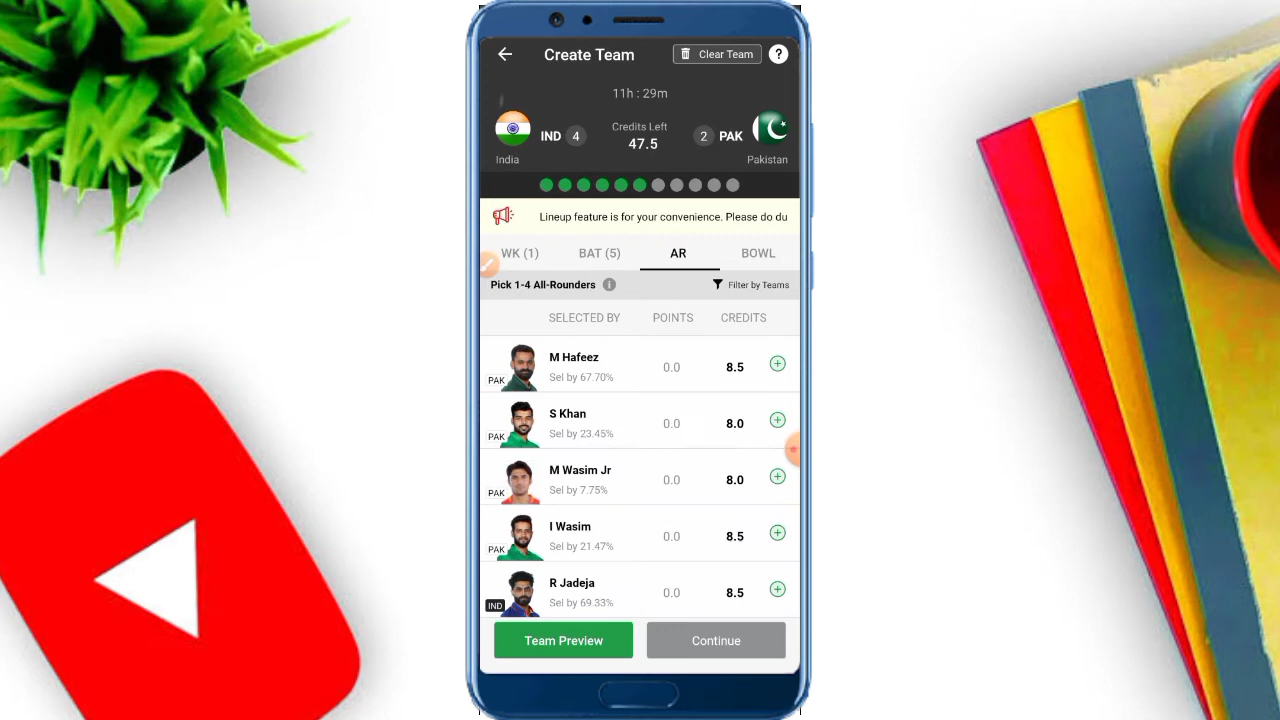 Create Team
Clear Team
?
11h : 29m
IND 4
Credits Left
47.5
2 PAK
India
Pakistan
Lineup feature is for your convenience. Please do du
WK (1)
BAT (5)
AR
BOWL
Pick 1-4 All-Rounders i
Filter by Teams
SELECTED BY
POINTS
CREDITS
M Hafeez
PAK
Sel by 67.70%
0.0
8.5
S Khan
PAK
Sel by 23.45%
0.0
8.0
M Wasim Jr
PAK
Sel by 7.75%
0.0
8.0
I Wasim
PAK
Sel by 21.47%
0.0
8.5
R Jadeja
IND
Sel by 69.33%
0.0
8.5
Team Preview
Continue